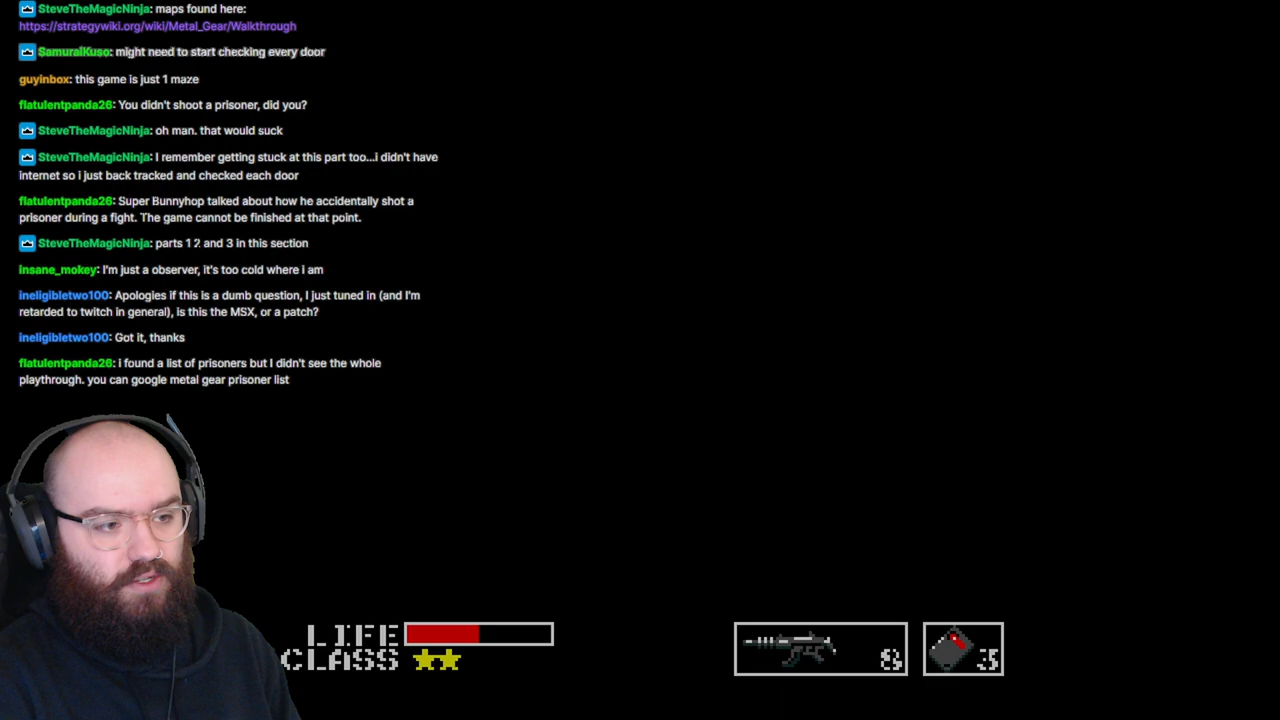 SteveTheMagicNinja: maps found here:
https://strategywiki.org/wiki/Metal_Gear/Walkthrough
SamuraiKuso: might need to start checking every door
guyinbox: this game is just 1 maze
flatulentpanda26: You didn't shoot a prisoner, did you?
SteveTheMagicNinja: oh man. that would suck
SteveTheMagicNinja: I remember getting stuck at this part too...i didn't have
internet so i just back tracked and checked each door
flatulentpanda26: Super Bunnyhop talked about how he accidentally shot a
prisoner during a fight. The game cannot be finished at that point.
SteveTheMagicNinja: parts 1 2 and 3 in this section
insane_mokey: I'm just a observer, it's too cold where i am
ineligibletwo100: Apologies if this is a dumb question, I just tuned in (and I'm
retarded to twitch in general), is this the MSX, or a patch?
ineligibletwo100: Got it, thanks
flatulentpanda26: i found a list of prisoners but I didn't see the whole
playthrough. you can google metal gear prisoner list
LIFE
CLASS
8